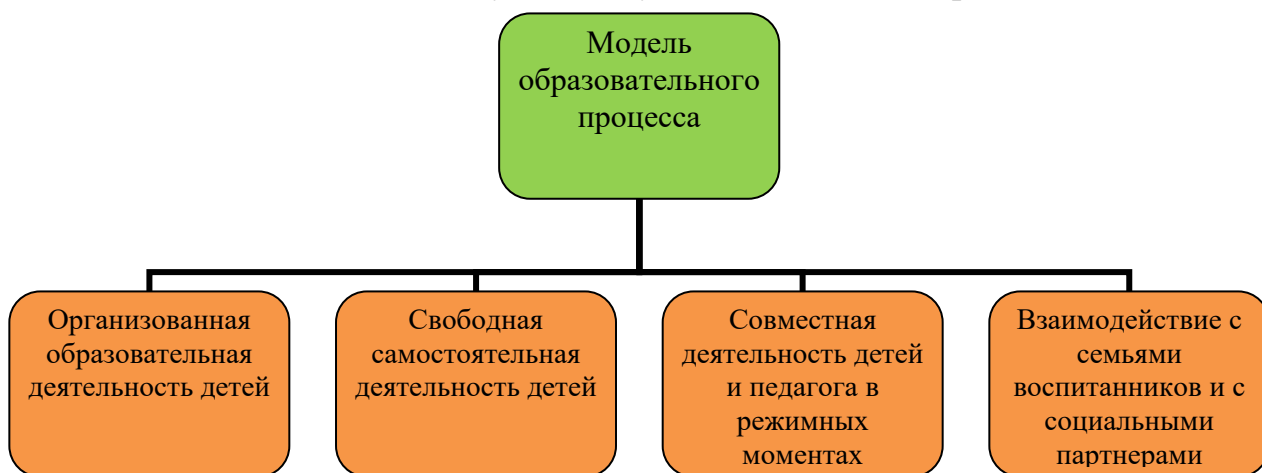 Модель
образовательного
процесса
Организованная
образовательная
деятельность детей
Свободная
самостоятельная
деятельность детей
Совместная
деятельность детей
и педагога в
режимных
моментах
Взаимодействие с
семьями
воспитанников и с
социальными
партнерами